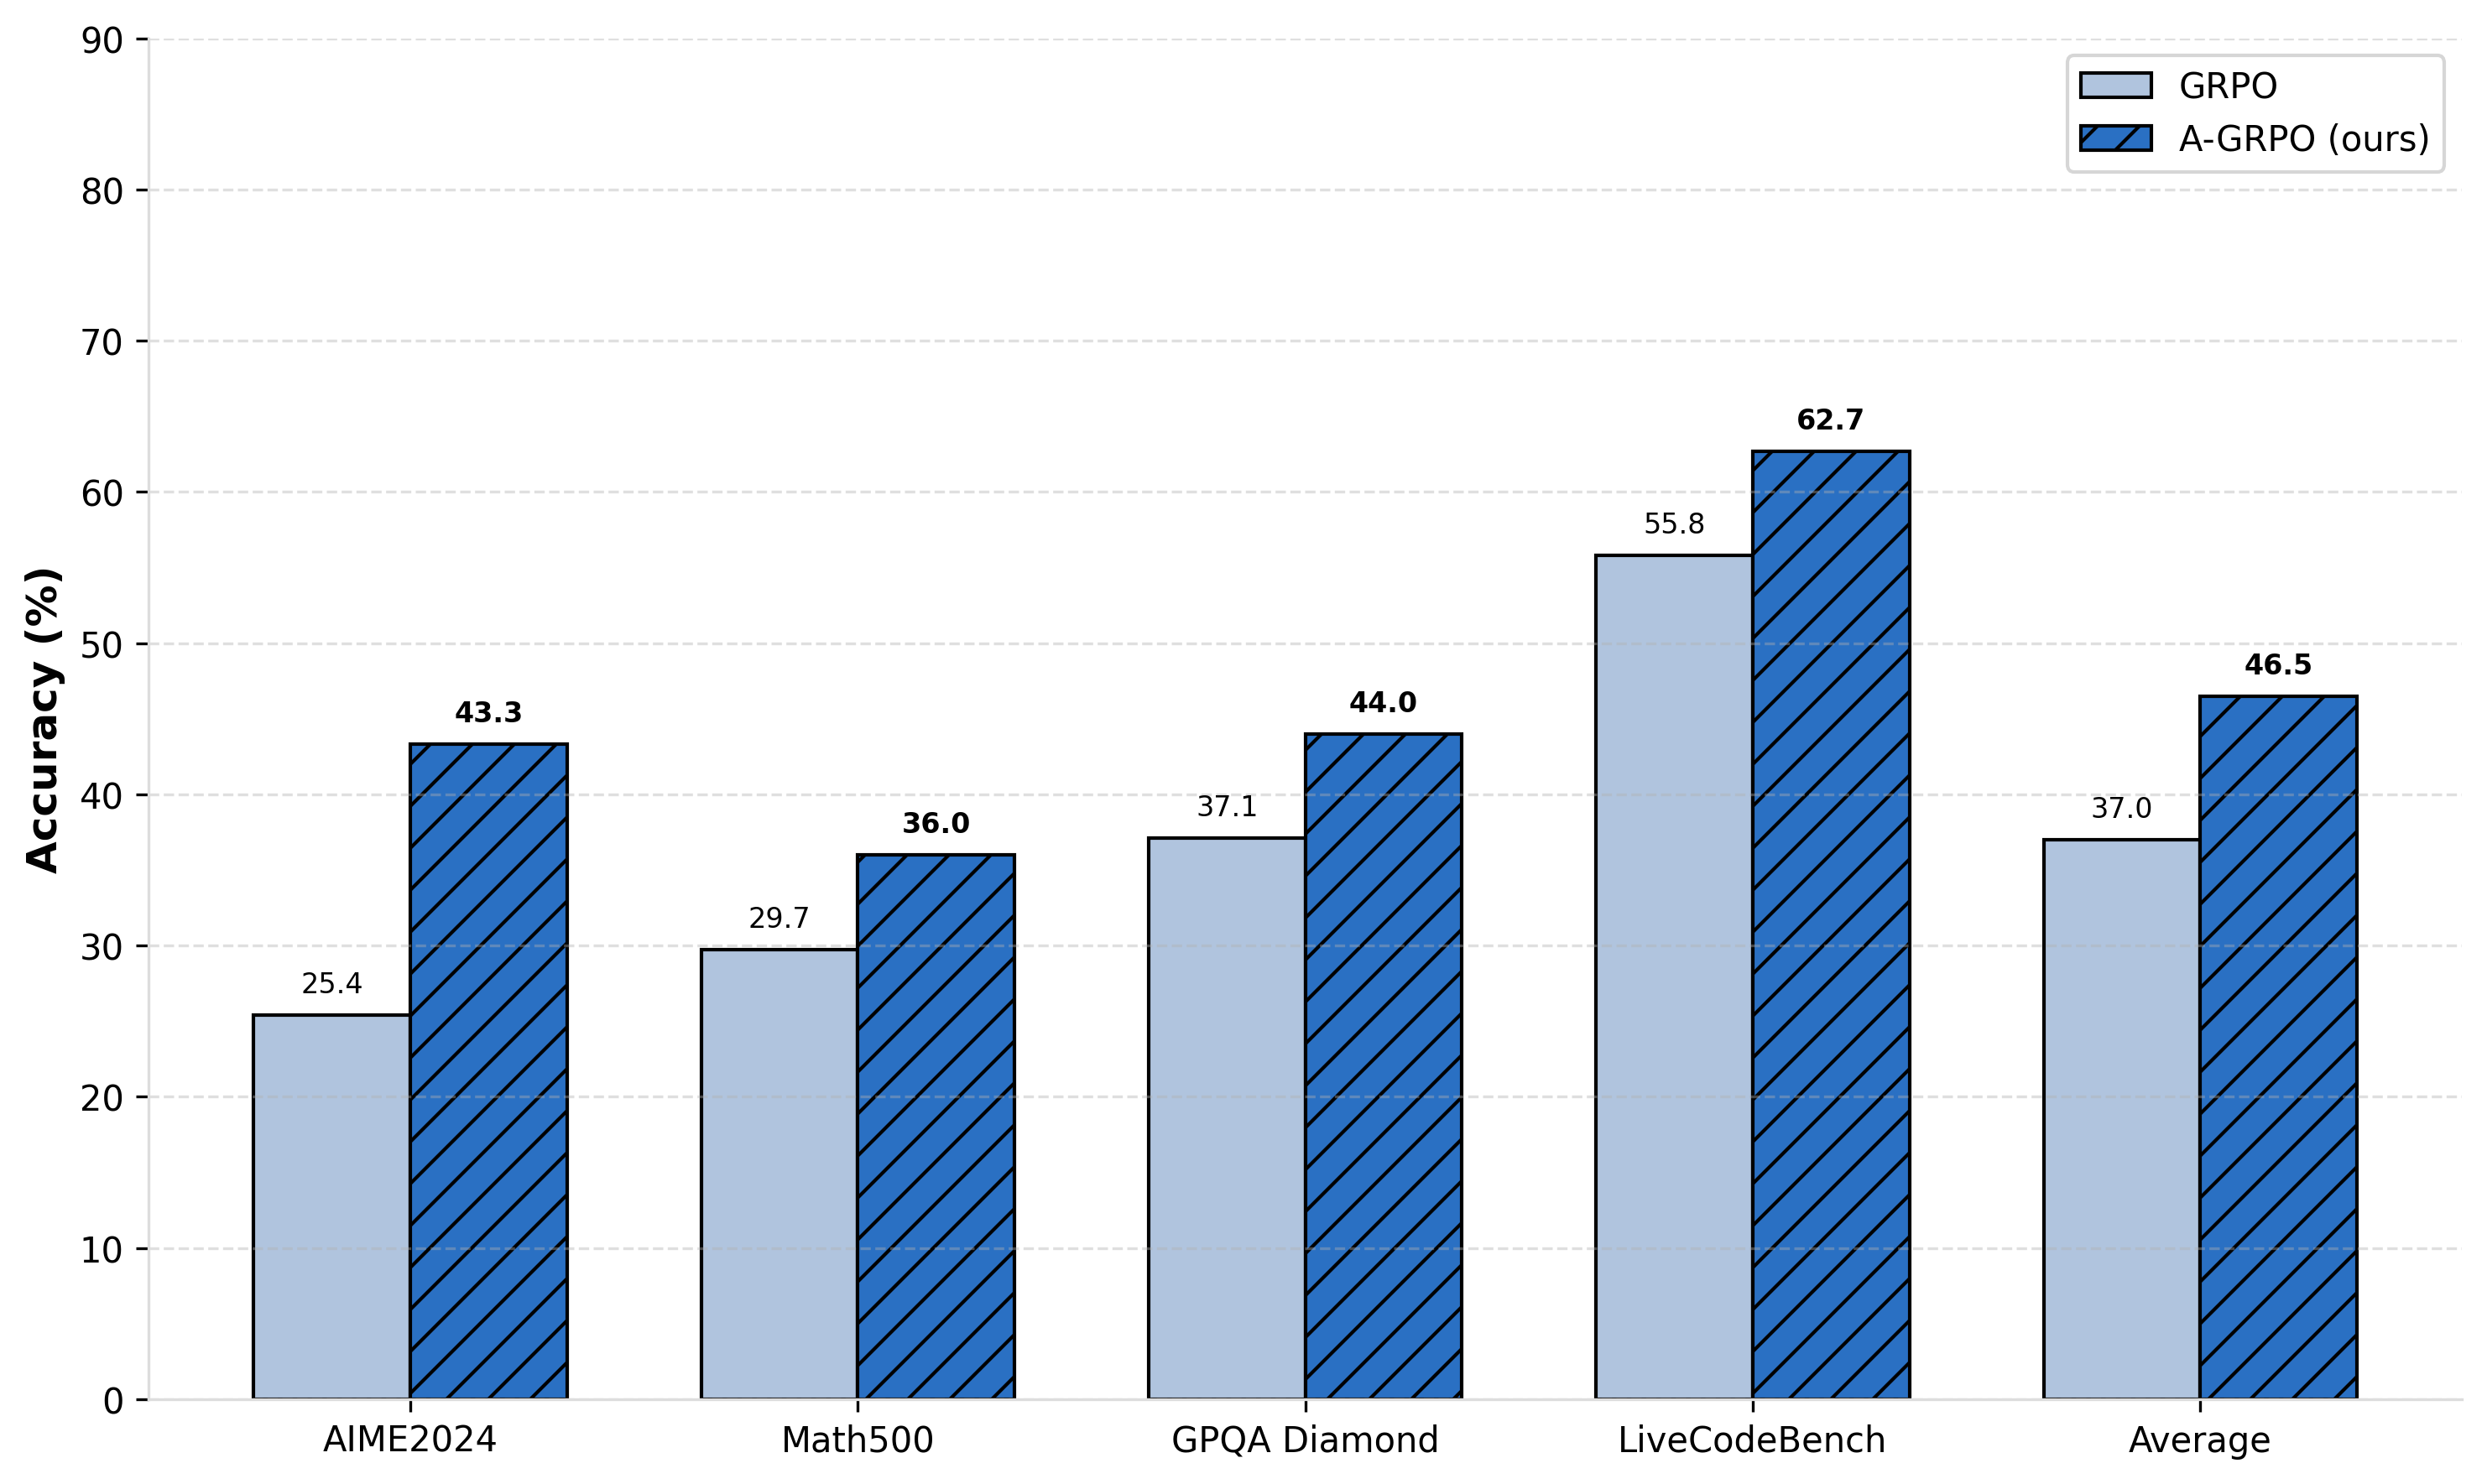 90
80
70
60
50
40
30
20
10
0
Accuracy (%)
GRPO
A-GRPO (ours)
25.4
43.3
29.7
36.0
37.1
44.0
55.8
62.7
37.0
46.5
AIME2024
Math500
GPQA Diamond
LiveCodeBench
Average